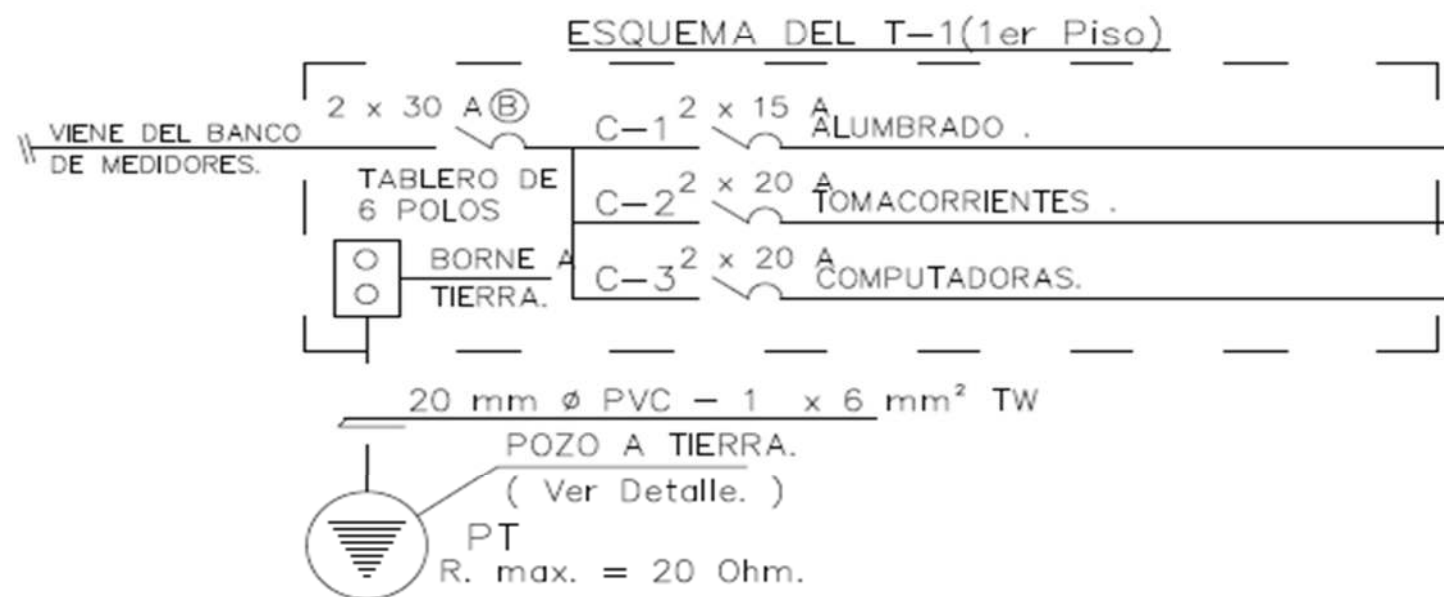 ESQUEMA DEL T-1(1er Piso)
2 x 30 A B
VIENE DEL BANCO
DE MEDIDORES.
TABLERO DE
6 POLOS
C-1 2 x 15 A
ALUMBRADO .
C-2 2 x 20 A
TOMACORRIENTES .
C-3 2 x 20 A
COMPUTADORAS.
BORNE A
TIERRA.
20 mm ø PVC - 1 x 6 mm² TW
POZO A TIERRA.
( Ver Detalle. )
PT
R. max. = 20 Ohm.